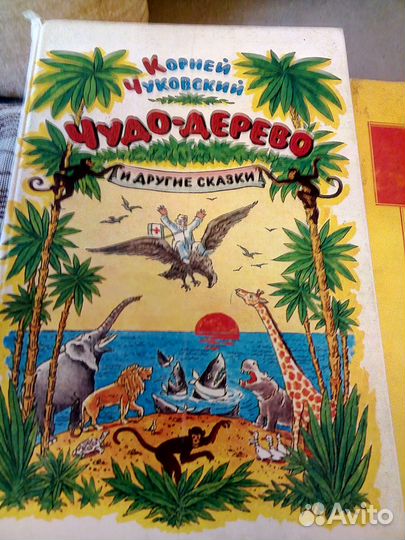 Корней
Чуковский
Чудо-дерево
и другие сказки
Avito